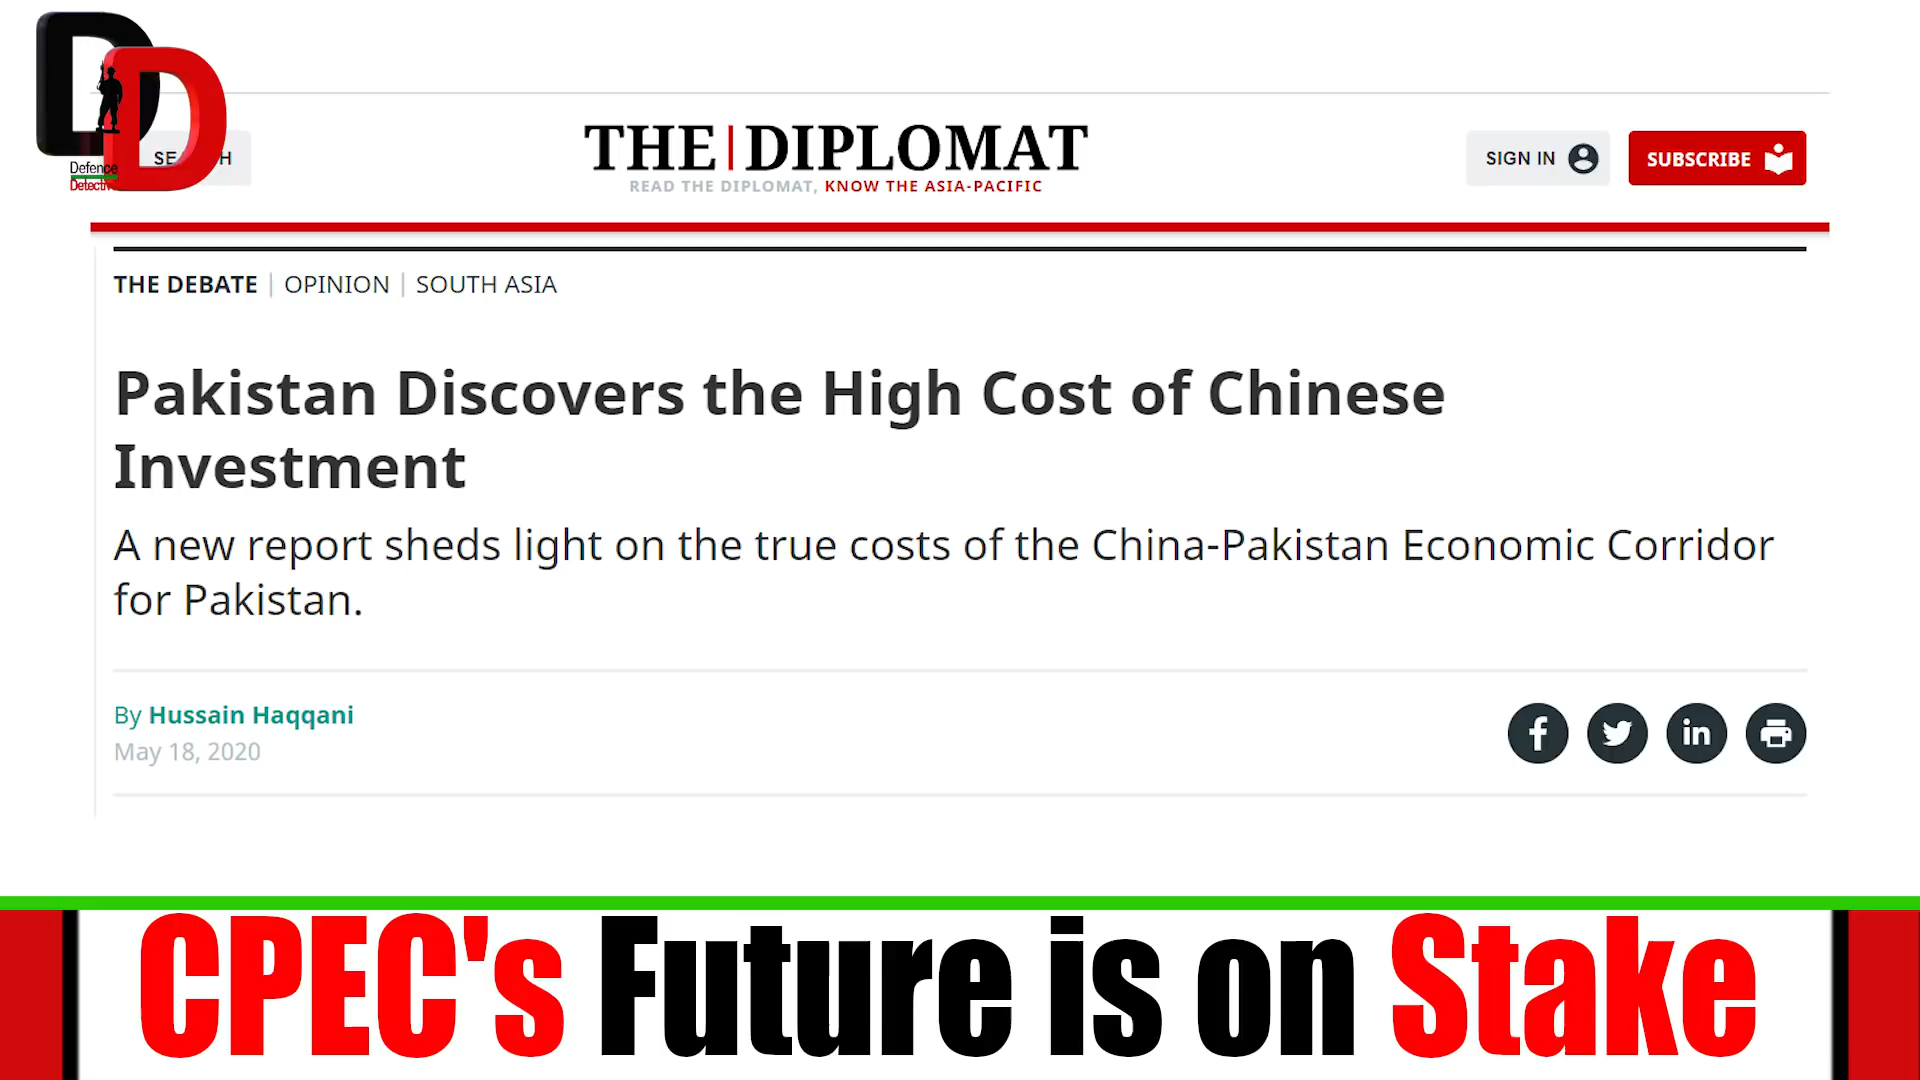 Defence
Detective
THE DIPLOMAT
READ THE DIPLOMAT, KNOW THE ASIA-PACIFIC
SIGN IN
SUBSCRIBE
THE DEBATE | OPINION | SOUTH ASIA
Pakistan Discovers the High Cost of Chinese
Investment
A new report sheds light on the true costs of the China-Pakistan Economic Corridor
for Pakistan.
By Hussain Haqqani
May 18, 2020
CPEC's Future is on Stake